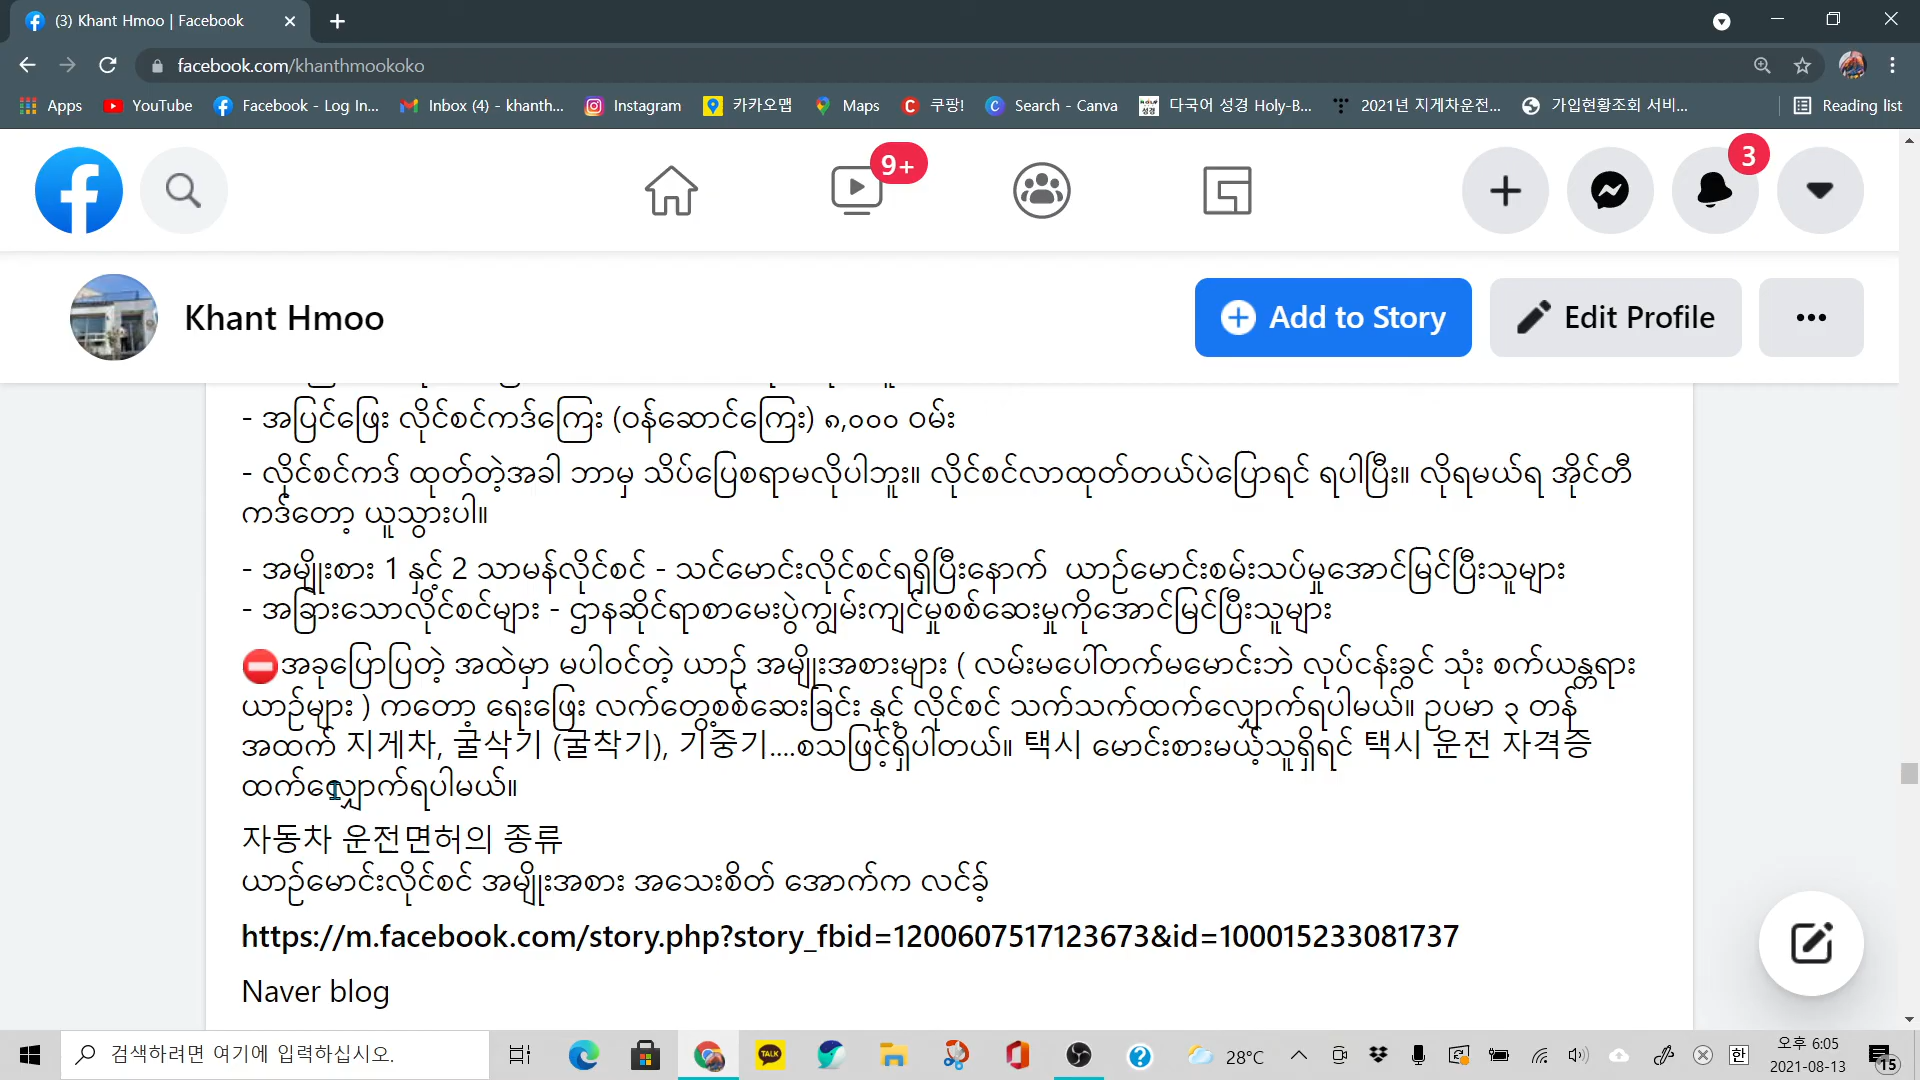 (3) Khant Hmoo | Facebook
facebook.com/khanthmookoko
Apps YouTube Facebook - Log In... Inbox (4) - khanth... Instagram 카카오맵 Maps 쿠팡! Search - Canva 다국어 성경 Holy-B... 2021년 지게차운전... 가입현황조회 서비... Reading list
9+
3
Khant Hmoo
Add to Story
Edit Profile
- အပြင်ဖြေး လိုင်စင်ကဒ်ကြေး (ဝန်ဆောင်ကြေး) ၈,၀၀၀ ဝမ်း
- လိုင်စင်ကဒ် ထုတ်တဲ့အခါ ဘာမှ သိပ်ပြေစရာမလိုပါဘူး။ လိုင်စင်လာထုတ်တယ်ပဲပြောရင် ရပါပြီး။ လိုရမယ်ရ အိုင်တီ
ကဒ်တော့ ယူသွားပါ။
- အမျိုးစား 1 နှင့် 2 သာမန်လိုင်စင် - သင်မောင်းလိုင်စင်ရရှိပြီးနောက် ယာဉ်မောင်းစမ်းသပ်မှုအောင်မြင်ပြီးသူများ
- အခြားသောလိုင်စင်များ - ဌာနဆိုင်ရာစာမေးပွဲကျွမ်းကျင်မှုစစ်ဆေးမှုကိုအောင်မြင်ပြီးသူများ
⛔အခုပြောပြတဲ့ အထဲမှာ မပါဝင်တဲ့ ယာဉ် အမျိုးအစားများ ( လမ်းမပေါ်တက်မမောင်းဘဲ လုပ်ငန်းခွင် သုံး စက်ယန္တရား
ယာဉ်များ ) ကတော့ ရေးဖြေး လက်တွေ့စစ်ဆေးခြင်း နှင့် လိုင်စင် သက်သက်ထက်လျှောက်ရပါမယ်။ ဥပမာ ၃ တန်
အထက် 지게차, 굴삭기 (굴착기), 기중기....စသဖြင့်ရှိပါတယ်။ 택시 မောင်းစားမယ့်သူရှိရင် 택시 운전 자격증
ထက်လျှောက်ရပါမယ်။
자동차 운전면허의 종류
ယာဉ်မောင်းလိုင်စင် အမျိုးအစား အသေးစိတ် အောက်က လင်ခ့်
https://m.facebook.com/story.php?story_fbid=1200607517123673&id=100015233081737
Naver blog
검색하려면 여기에 입력하십시오.
TALK
28°C
한
오후 6:05
2021-08-13
15